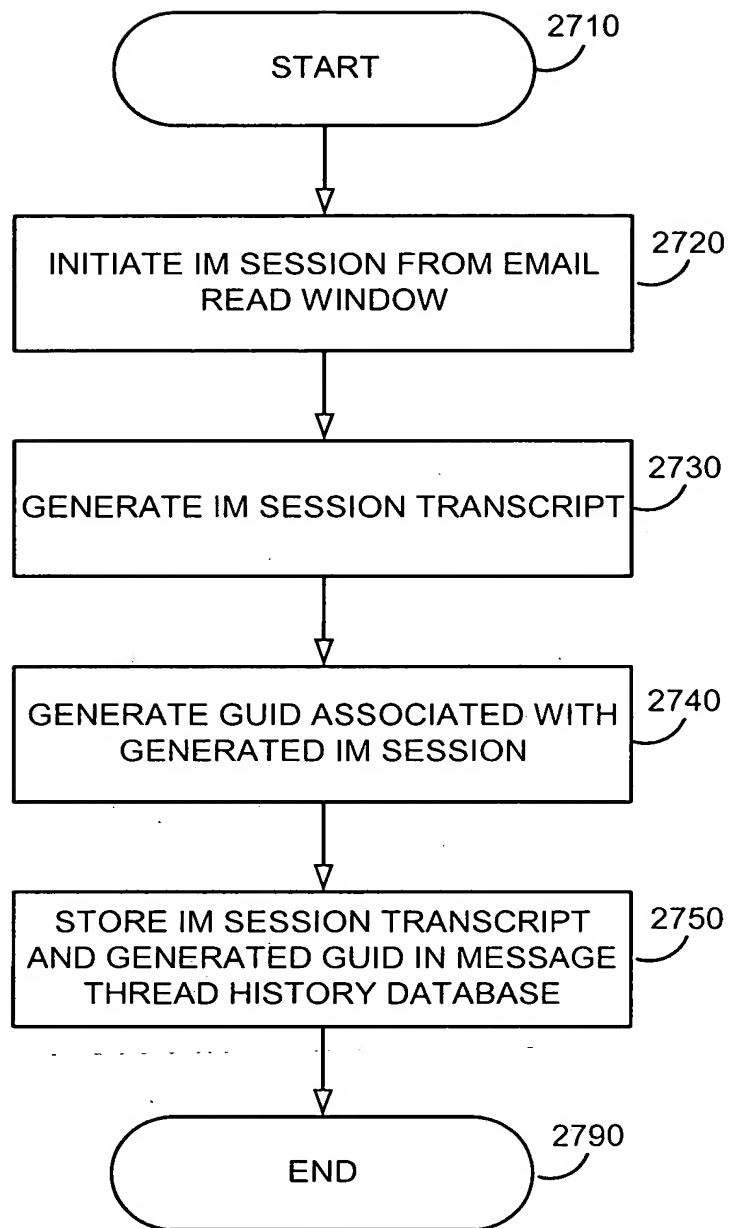 START
2710
INITIATE IM SESSION FROM EMAIL
READ WINDOW
2720
GENERATE IM SESSION TRANSCRIPT
2730
GENERATE GUID ASSOCIATED WITH
GENERATED IM SESSION
2740
STORE IM SESSION TRANSCRIPT
AND GENERATED GUID IN MESSAGE
THREAD HISTORY DATABASE
2750
END
2790